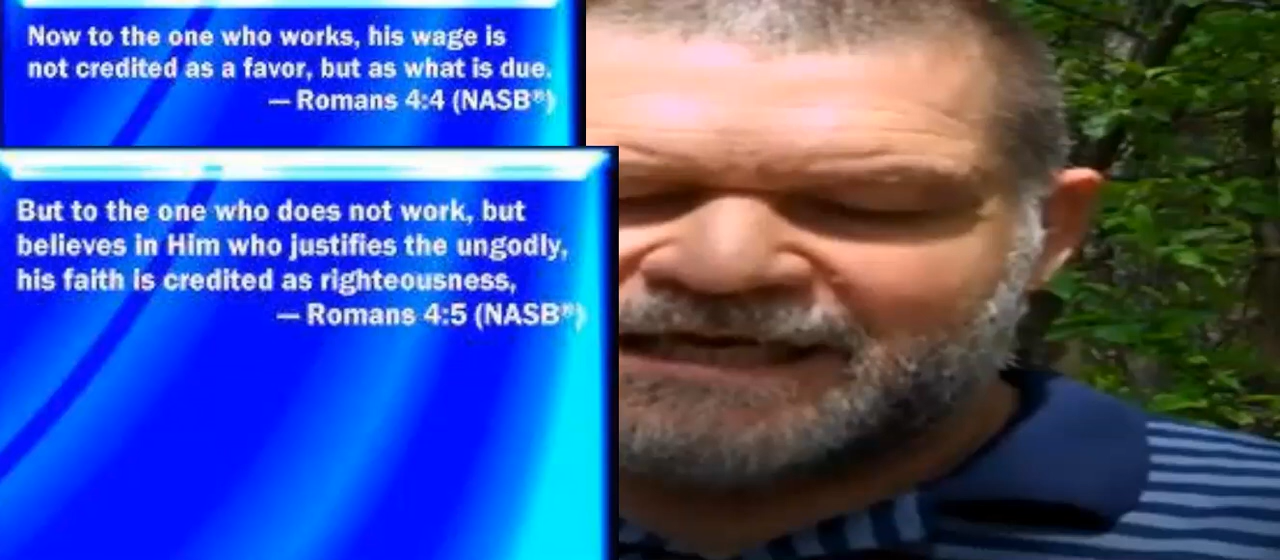 Now to the one who works, his wage is
not credited as a favor, but as what is due.
— Romans 4:4 (NASB®)
But to the one who does not work, but
believes in Him who justifies the ungodly,
his faith is credited as righteousness,
— Romans 4:5 (NASB®)